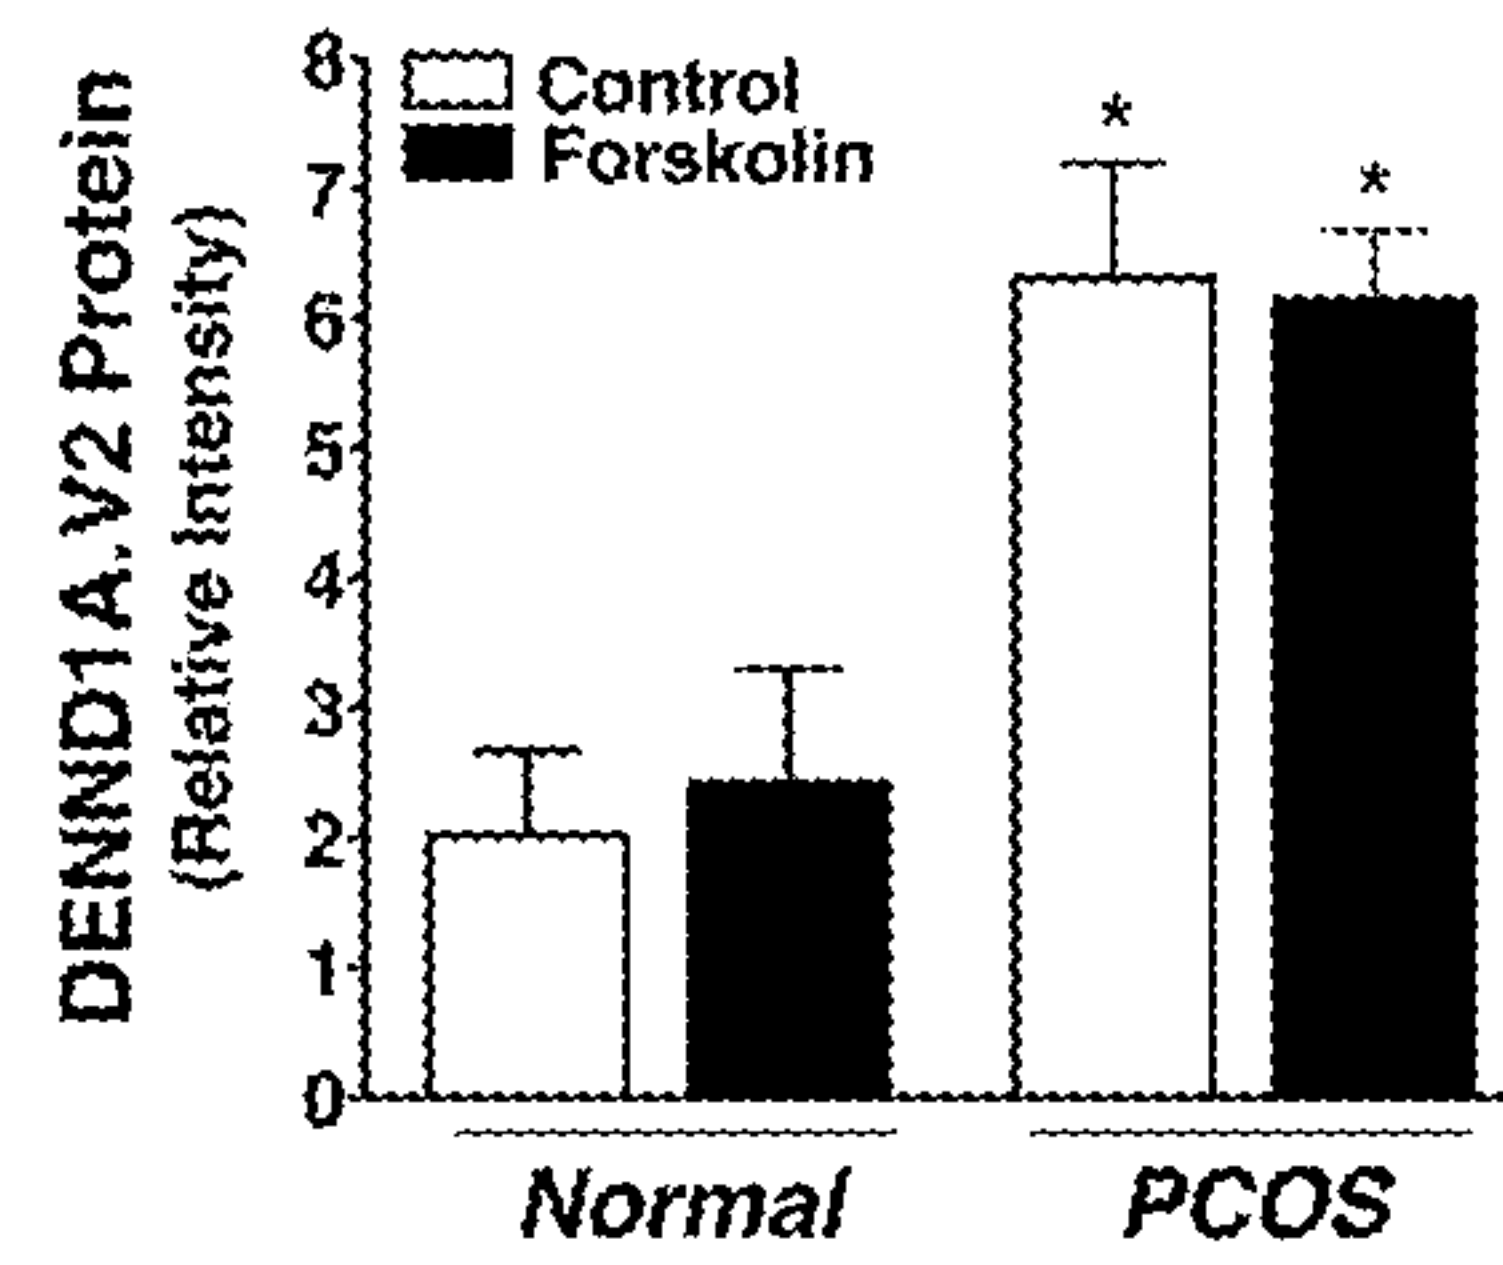 DENND1A.V2 Protein
(Relative Intensity)
8
7
6
5
4
3
2
1
0
Control
Forskolin
*
*
Normal
PCOS